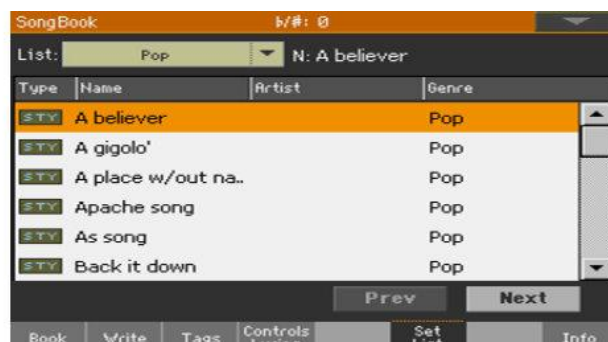 SongBook ♭/#: 0
List: Pop N: A believer
Type Name Artist Genre
STY A believer Pop
STY A gigolo' Pop
STY A place w/out na.. Pop
STY Apache song Pop
STY As song Pop
STY Back it down Pop
Prev Next
Book Write Tags Controls Set Info
List